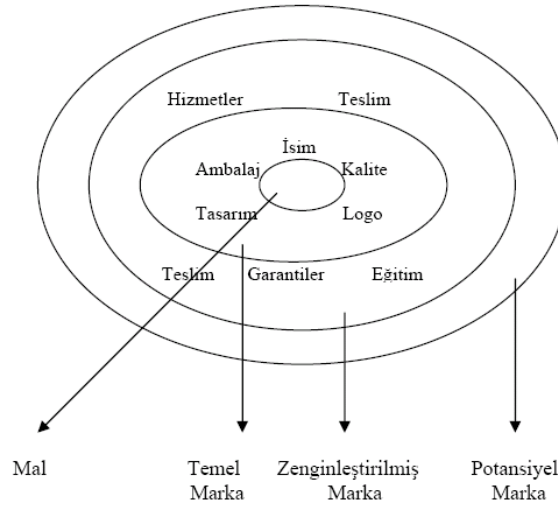 Hizmetler Teslim
İsim
Ambalaj Kalite
Tasarım Logo
Teslim Garantiler Eğitim
Mal Temel Zenginleştirilmiş Potansiyel
Marka Marka Marka